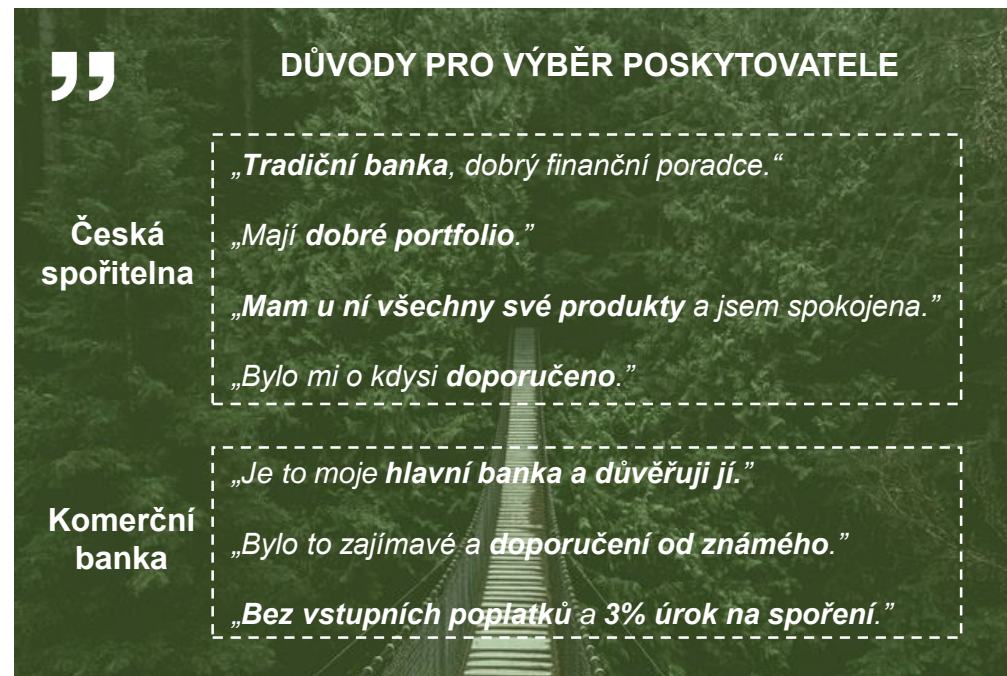 ”
DŮVODY PRO VÝBĚR POSKYTOVATELE
Česká
spořitelna
„Tradiční banka, dobrý finanční poradce.“
„Mají dobré portfolio.”
„Mam u ní všechny své produkty a jsem spokojena.”
„Bylo mi o kdysi doporučeno.”
Komerční
banka
„Je to moje hlavní banka a důvěřuji jí.”
„Bylo to zajímavé a doporučení od známého.”
„Bez vstupních poplatků a 3% úrok na spoření.”